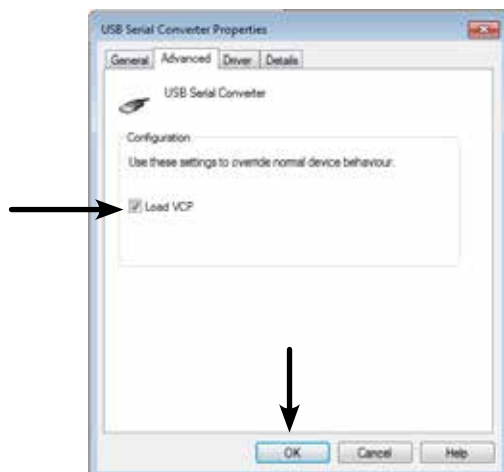 USB Serial Converter Properties
General Advanced Driver Details
USB Serial Converter
Configuration
Use these settings to override normal device behaviour.
Load VCP
OK Cancel Help